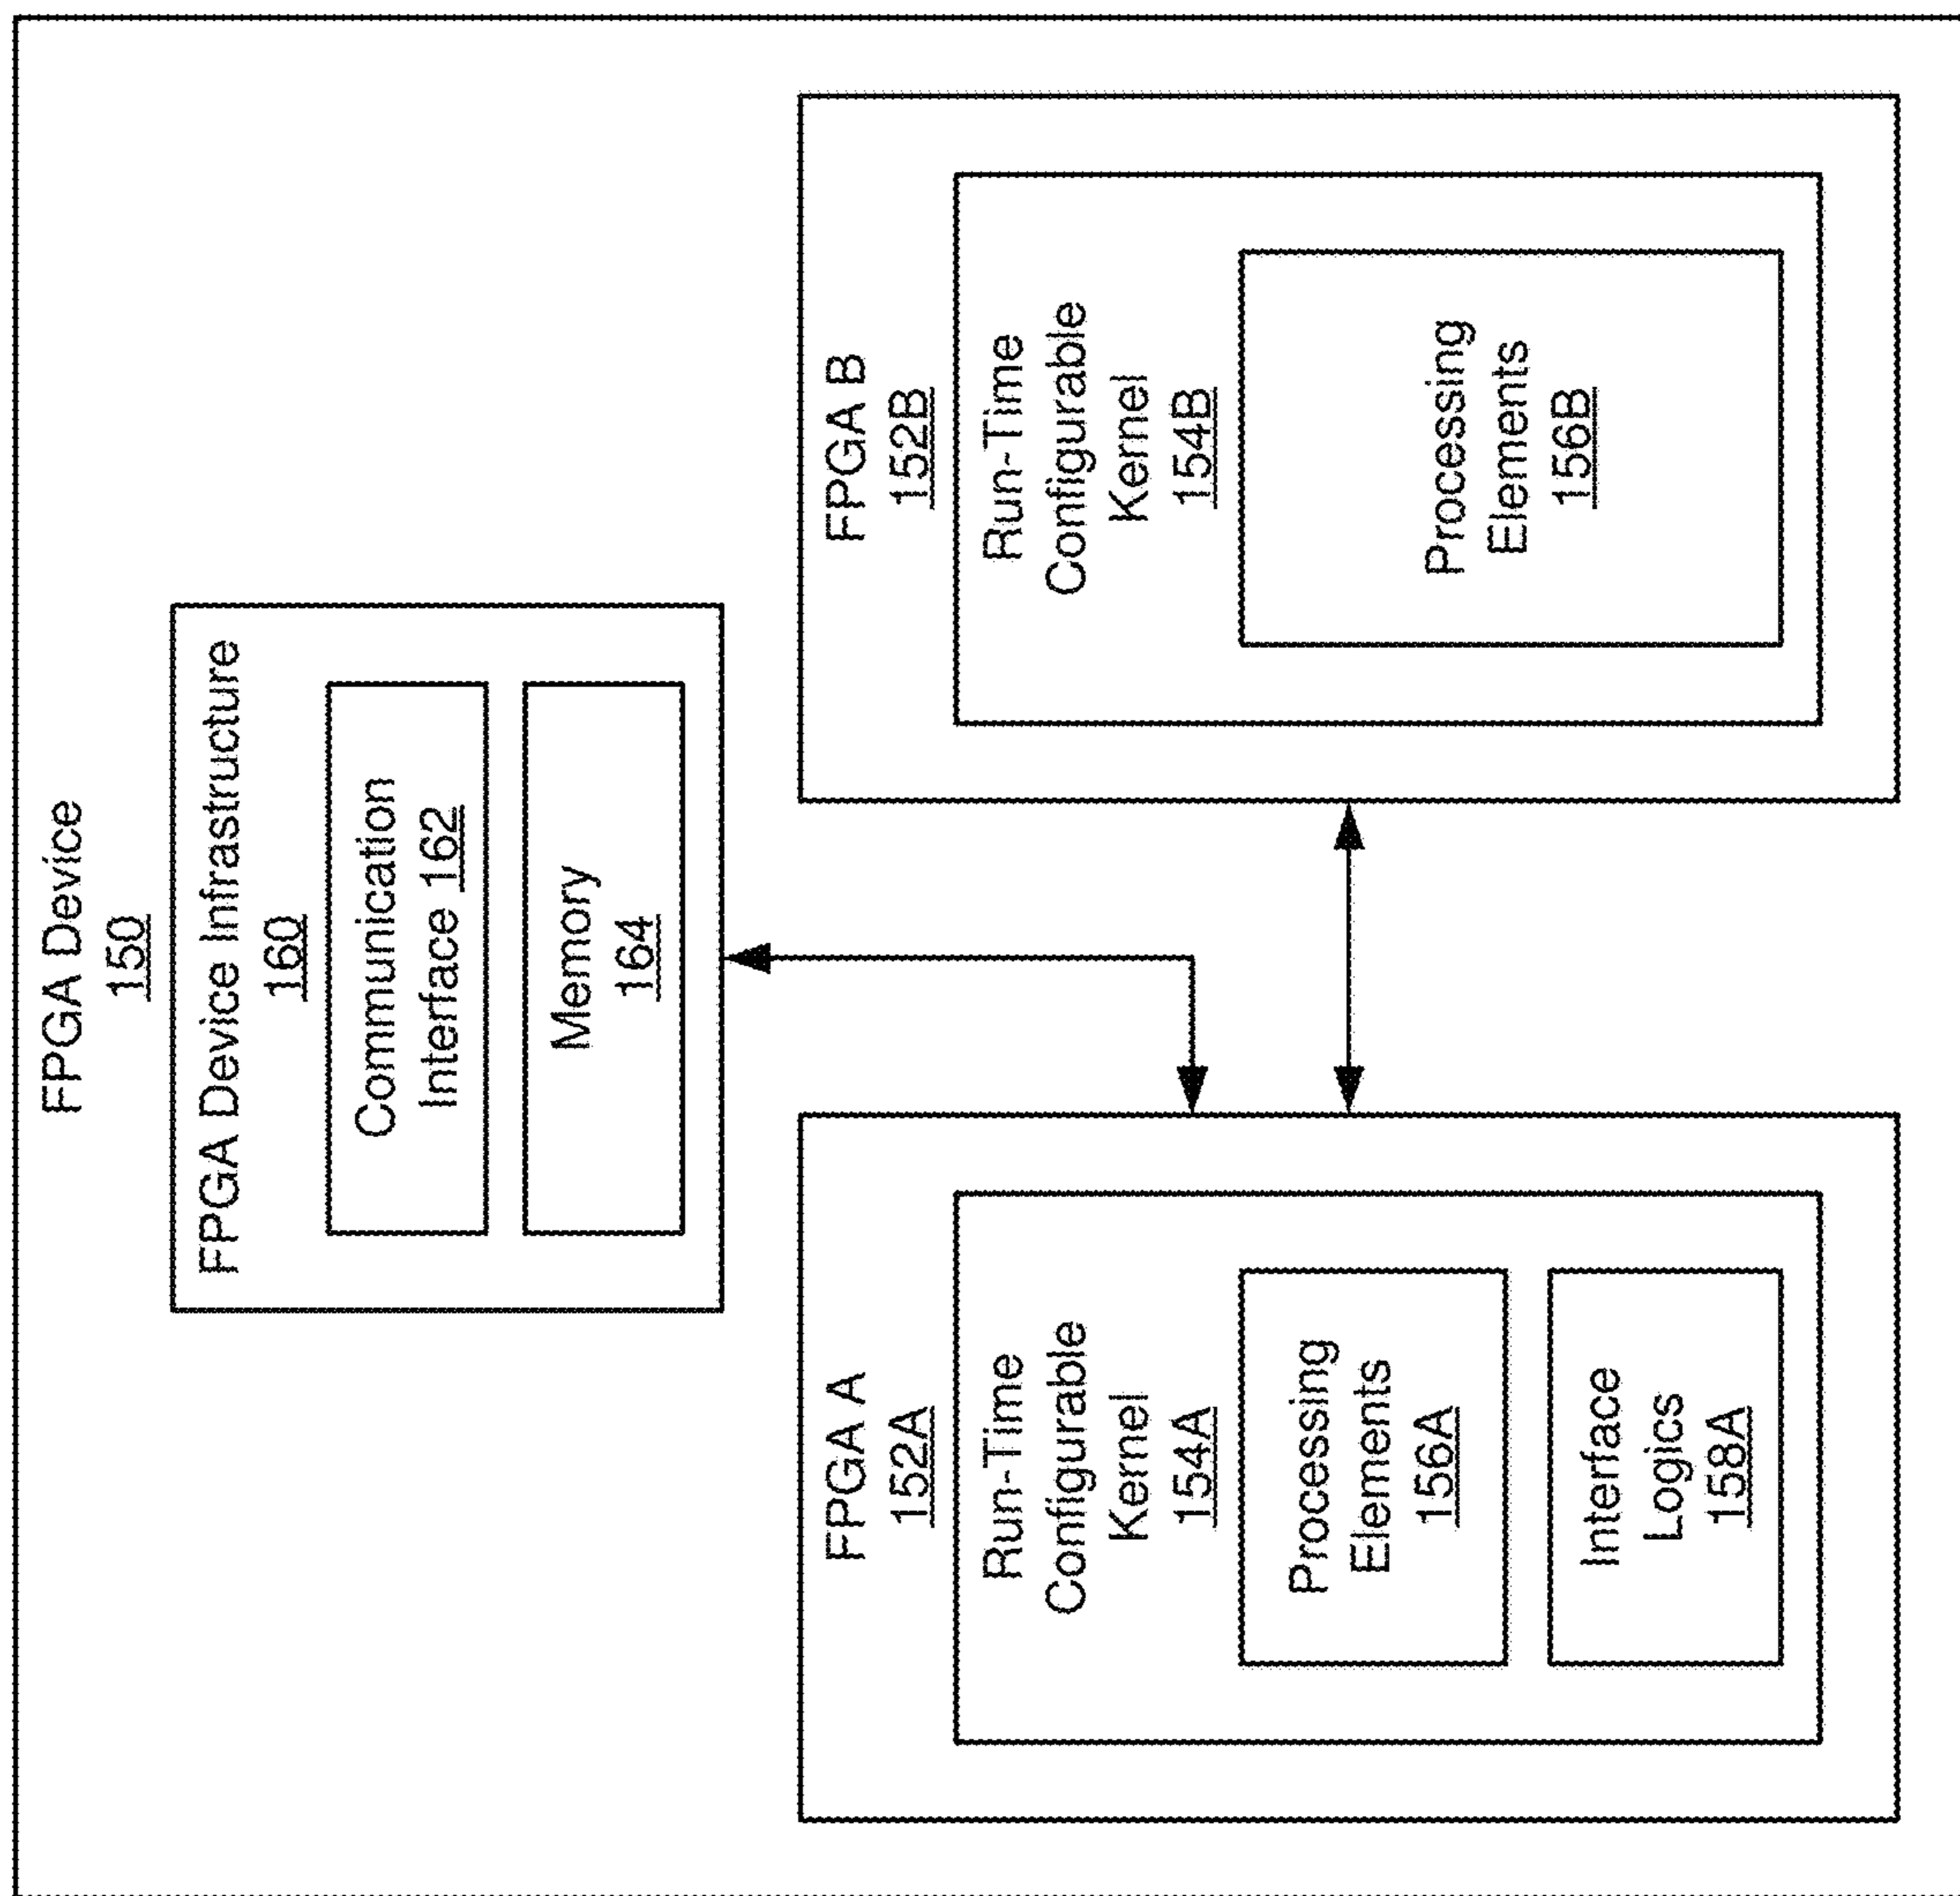 FPGA Device
150
FPGA Device Infrastructure
160
Communication
Interface 162
Memory
164
FPGA A
152A
Run-Time
Configurable
Kernel
154A
Processing
Elements
156A
Interface
Logics
158A
FPGA B
152B
Run-Time
Configurable
Kernel
154B
Processing
Elements
156B